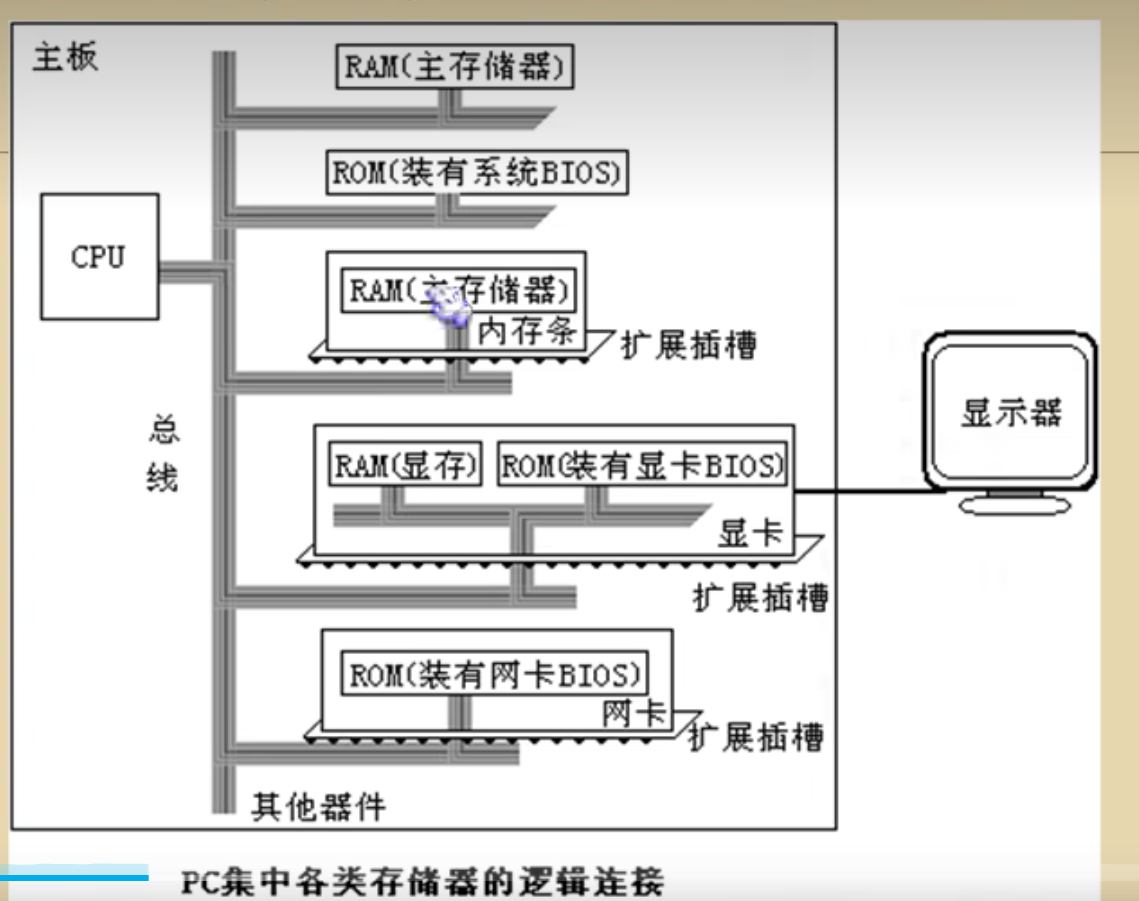 主板
RAM(主存储器)
ROM(装有系统BIOS)
CPU
RAM(主存储器)
内存条
扩展插槽
总线
RAM(显存)
ROM(装有显卡BIOS)
显卡
扩展插槽
显示器
ROM(装有网卡BIOS)
网卡
扩展插槽
其他器件
PC集中各类存储器的逻辑连接